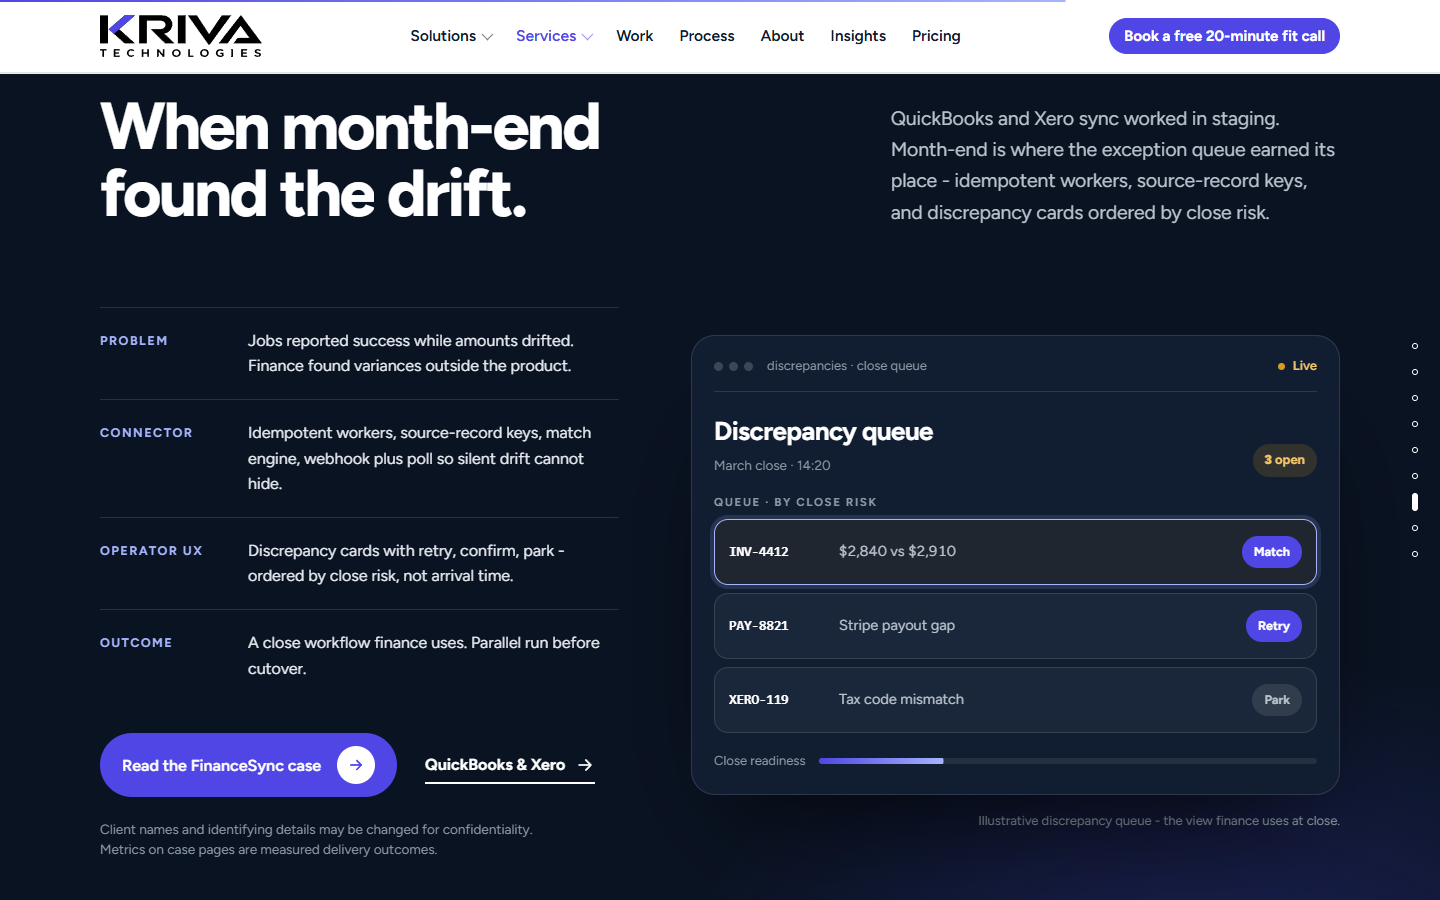 KRIVA
TECHNOLOGIES
Solutions
Services
Work
Process
About
Insights
Pricing
Book a free 20-minute fit call
When month-end
found the drift.
QuickBooks and Xero sync worked in staging.
Month-end is where the exception queue earned its
place - idempotent workers, source-record keys,
and discrepancy cards ordered by close risk.
PROBLEM
Jobs reported success while amounts drifted.
Finance found variances outside the product.
CONNECTOR
Idempotent workers, source-record keys, match
engine, webhook plus poll so silent drift cannot
hide.
OPERATOR UX
Discrepancy cards with retry, confirm, park -
ordered by close risk, not arrival time.
OUTCOME
A close workflow finance uses. Parallel run before
cutover.
Read the FinanceSync case
QuickBooks & Xero
Client names and identifying details may be changed for confidentiality.
Metrics on case pages are measured delivery outcomes.
discrepancies · close queue
Live
Discrepancy queue
March close · 14:20
3 open
QUEUE · BY CLOSE RISK
INV-4412
$2,840 vs $2,910
Match
PAY-8821
Stripe payout gap
Retry
XERO-119
Tax code mismatch
Park
Close readiness
Illustrative discrepancy queue - the view finance uses at close.